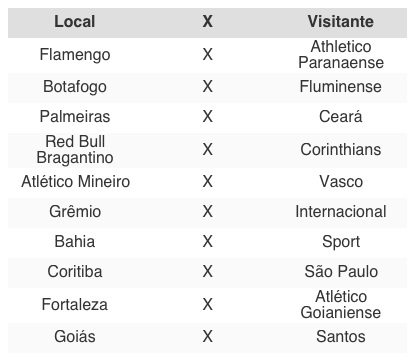 Local X Visitante
Flamengo X Athletico Paranaense
Botafogo X Fluminense
Palmeiras X Ceará
Red Bull Bragantino X Corinthians
Atlético Mineiro X Vasco
Grêmio X Internacional
Bahia X Sport
Coritiba X São Paulo
Fortaleza X Atlético Goianiense
Goiás X Santos